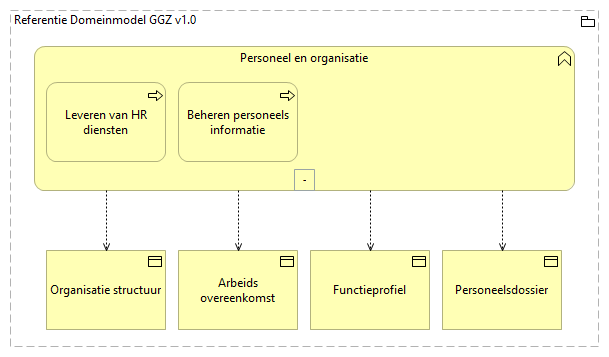 Referentie Domeinmodel GGZ v1.0
Personeel en organisatie
Leveren van HR
diensten
Beheren personeels
informatie
-
Organisatie structuur
Arbeids
overeenkomst
Functieprofiel
Personeelsdossier